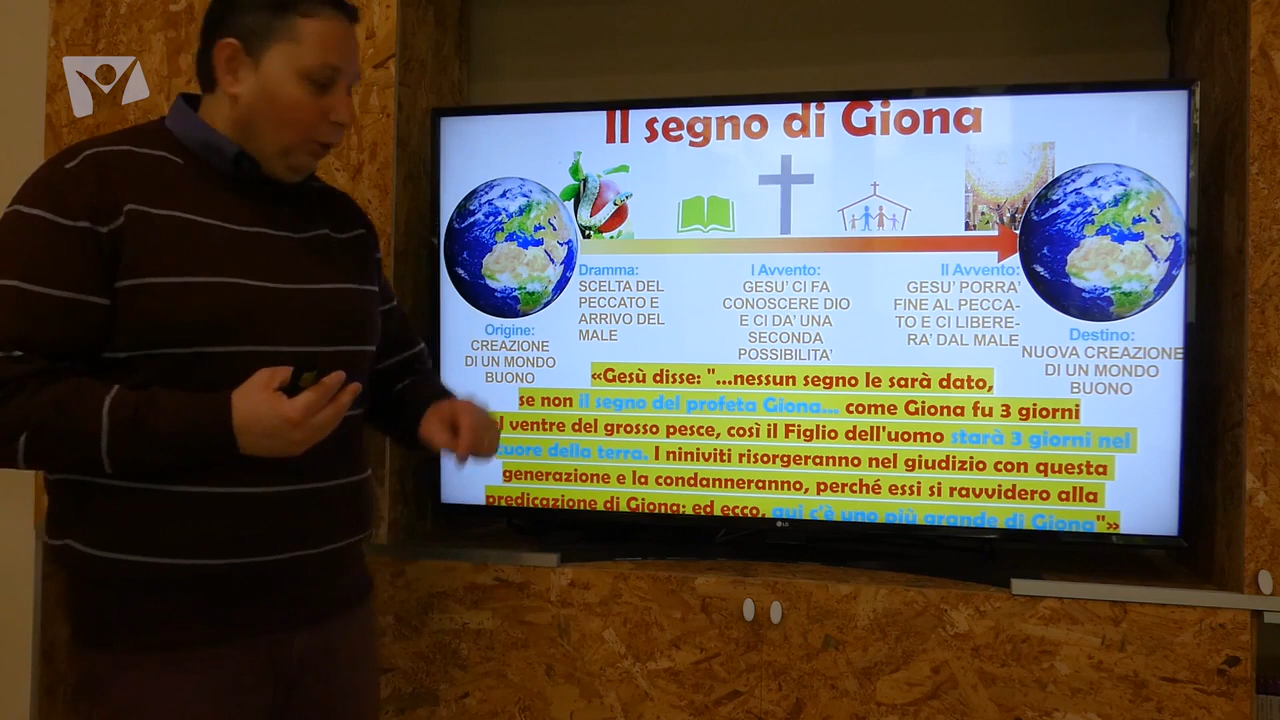 Il segno di Giona
Origine:
CREAZIONE
DI UN MONDO
BUONO
Dramma:
SCELTA DEL
PECCATO E
ARRIVO DEL
MALE
I Avvento:
GESU' CI FA
CONOSCERE DIO
E CI DA' UNA
SECONDA
POSSIBILITA'
II Avvento:
GESU' PORRA'
FINE AL PECCA-
TO E CI LIBERE-
RA' DAL MALE
Destino:
NUOVA CREAZIONE
DI UN MONDO
BUONO
«Gesù disse: "...nessun segno le sarà dato,
se non il segno del profeta Giona... come Giona fu 3 giorni
ventre del grosso pesce, così il Figlio dell'uomo starà 3 giorni nel
cuore della terra. I niniviti risorgeranno nel giudizio con questa
generazione e la condanneranno, perché essi si ravvidero alla
predicazione di Giona; ed ecco, qui c'è uno più grande di Giona"»
LG